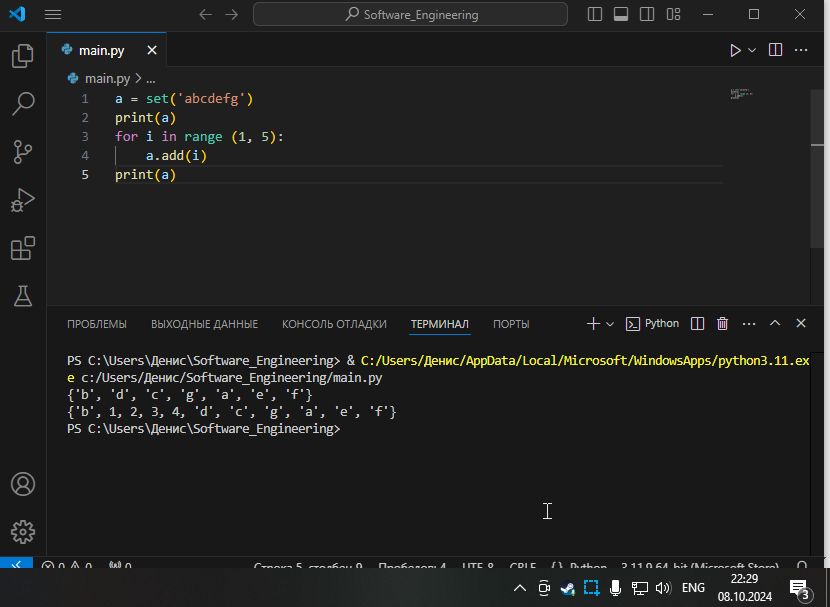 Software_Engineering
main.py
main.py > ...
1 a = set('abcdefg')
2 print(a)
3 for i in range (1, 5):
4 a.add(i)
5 print(a)
ПРОБЛЕМЫ ВЫХОДНЫЕ ДАННЫЕ КОНСОЛЬ ОТЛАДКИ ТЕРМИНАЛ ПОРТЫ Python
PS C:\Users\Денис\Software_Engineering> & C:/Users/Денис/AppData/Local/Microsoft/WindowsApps/python3.11.ex
e c:/Users/Денис/Software_Engineering/main.py
{'b', 'd', 'c', 'g', 'a', 'e', 'f'}
{'b', 1, 2, 3, 4, 'd', 'c', 'g', 'a', 'e', 'f'}
PS C:\Users\Денис\Software_Engineering>
0 0 0 Строка 5, столбец 9 Пробелов: 4 UTF-8 CRLF {} Python 3.11.9 64-bit (Microsoft Store)
ENG 22:29
08.10.2024 3